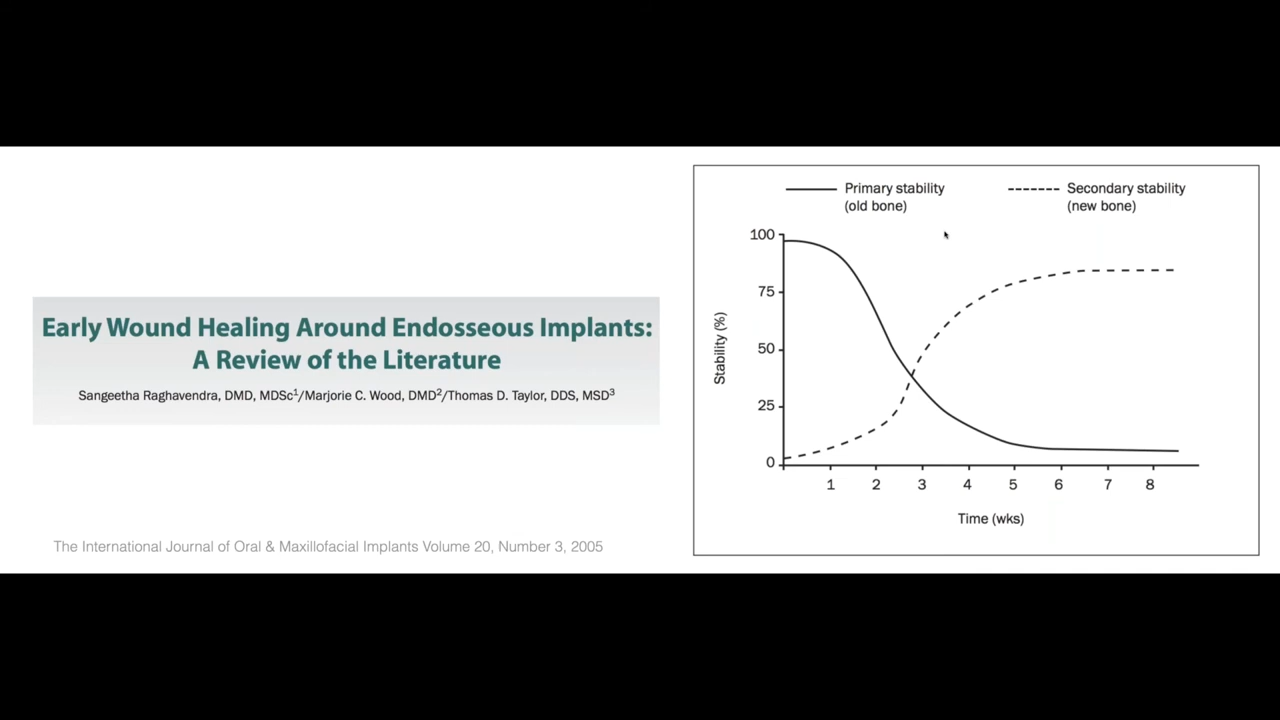 Early Wound Healing Around Endosseous Implants:
A Review of the Literature
Sangeetha Raghavendra, DMD, MDSc1/Marjorie C. Wood, DMD2/Thomas D. Taylor, DDS, MSD3
The International Journal of Oral & Maxillofacial Implants Volume 20, Number 3, 2005
Primary stability
(old bone)
Secondary stability
(new bone)
100
75
50
25
0
Stability (%)
1 2 3 4 5 6 7 8
Time (wks)